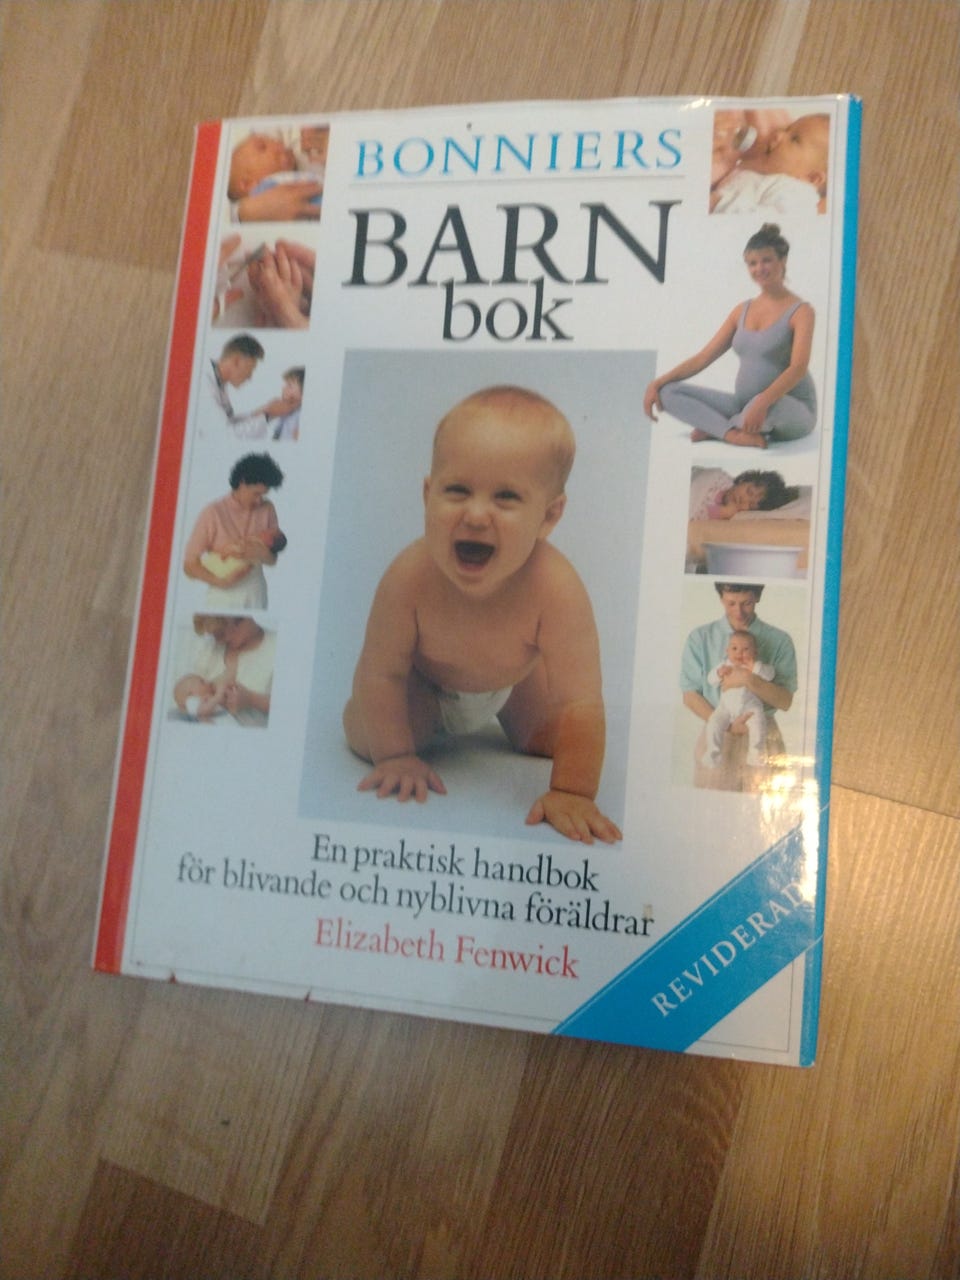 BONNIERS
BARN
bok
En praktisk handbok
för blivande och nyblivna föräldrar
Elizabeth Fenwick
REVIDERAD